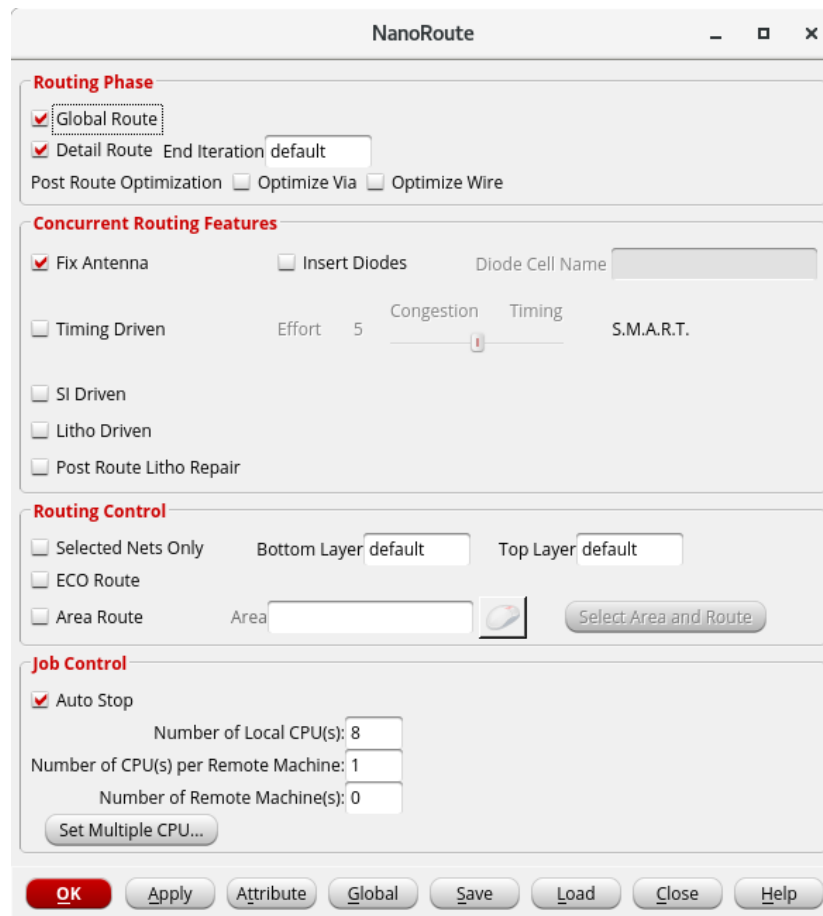 NanoRoute
Routing Phase
Global Route
Detail Route End Iteration default
Post Route Optimization Optimize Via Optimize Wire
Concurrent Routing Features
Fix Antenna Insert Diodes Diode Cell Name
Congestion Timing
Timing Driven Effort 5 S.M.A.R.T.
SI Driven
Litho Driven
Post Route Litho Repair
Routing Control
Selected Nets Only Bottom Layer default Top Layer default
ECO Route
Area Route Area Select Area and Route
Job Control
Auto Stop
Number of Local CPU(s): 8
Number of CPU(s) per Remote Machine: 1
Number of Remote Machine(s): 0
Set Multiple CPU...
OK Apply Attribute Global Save Load Close Help